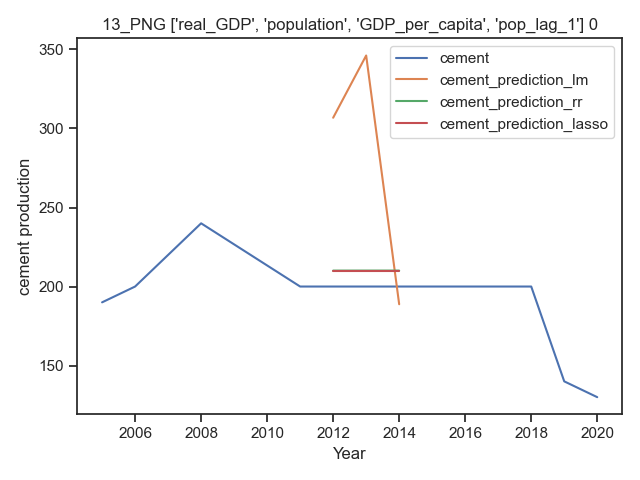 13_PNG ['real_GDP', 'population', 'GDP_per_capita', 'pop_lag_1'] 0
350
300
250
200
150
cement production
cement
cement_prediction_lm
cement_prediction_rr
cement_prediction_lasso
2006 2008 2010 2012 2014 2016 2018 2020
Year